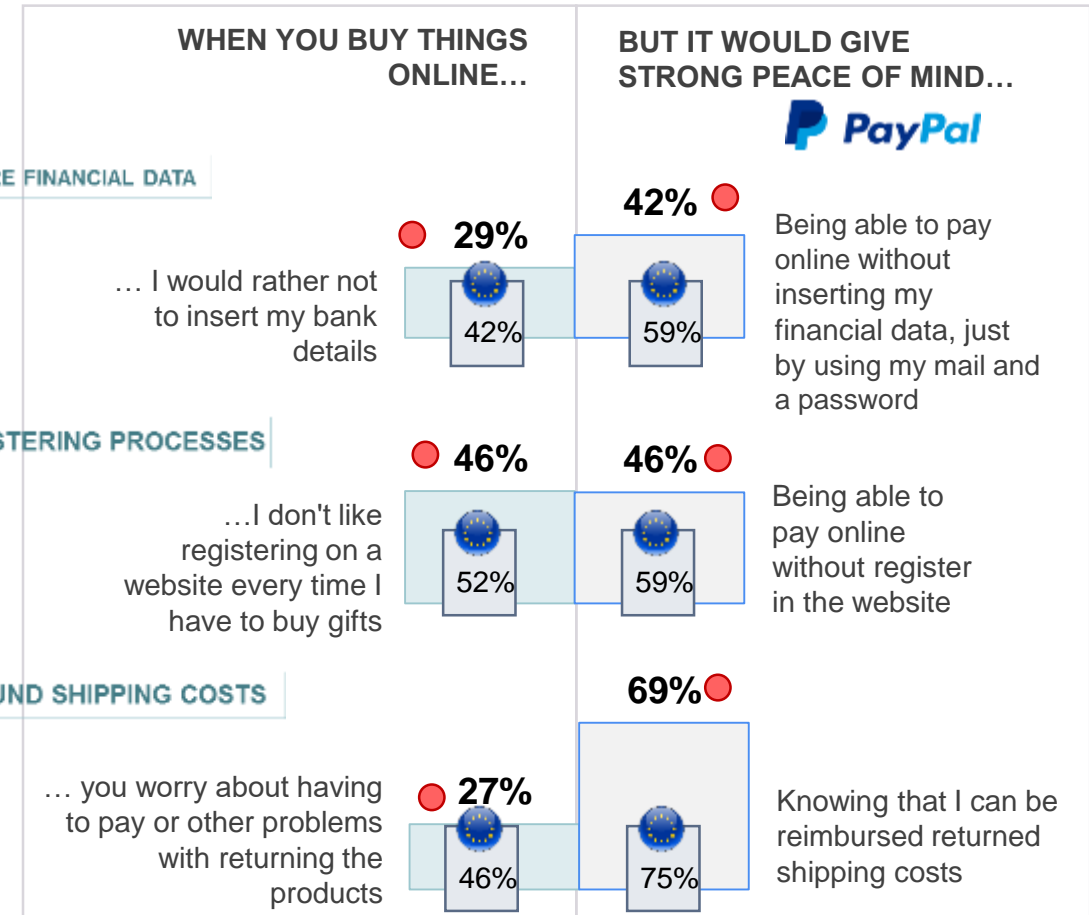 WHEN YOU BUY THINGS
ONLINE…
BUT IT WOULD GIVE
STRONG PEACE OF MIND…
PayPal
FINANCIAL DATA
29%
42%
… I would rather not
to insert my bank
details
42%
59%
Being able to pay
online without
inserting my
financial data, just
by using my mail and
a password
PROCESSES
46%
46%
…I don't like
registering on a
website every time I
have to buy gifts
52%
59%
Being able to
pay online
without register
in the website
SHIPPING COSTS
27%
69%
… you worry about having
to pay or other problems
with returning the
products
46%
75%
Knowing that I can be
reimbursed returned
shipping costs